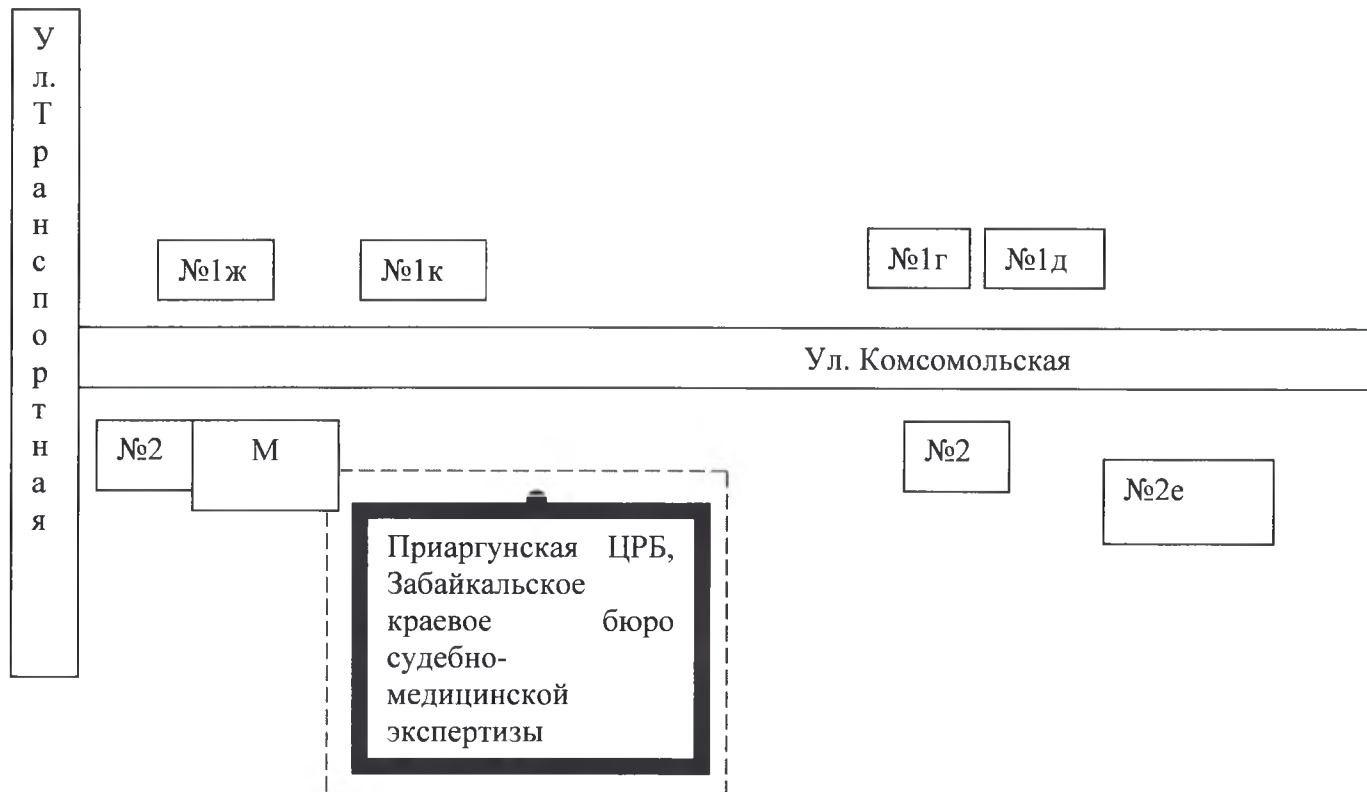 Ул. Транспортная
№1ж
№1к
№1г
№1д
Ул. Комсомольская
№2
М
№2
№2е
Приаргунская ЦРБ,
Забайкальское
краевое бюро
судебно-
медицинской
экспертизы